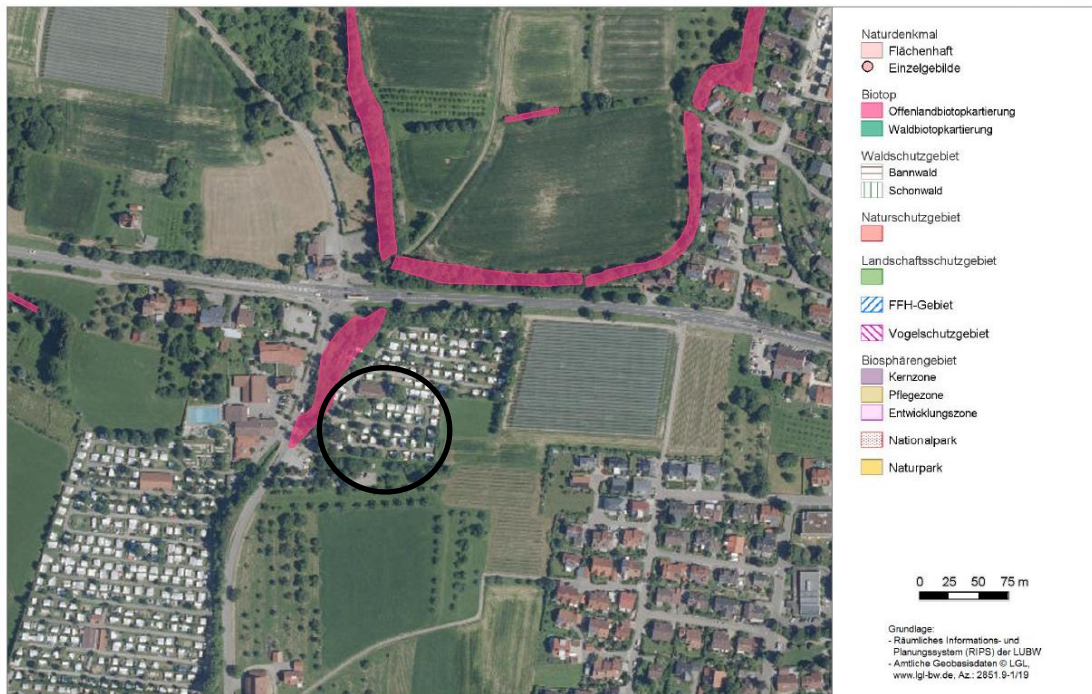 Naturdenkmal
Flächenhaft
Einzelgebilde
Biotop
Offenlandbiotopkartierung
Waldbiotopkartierung
Waldschutzgebiet
Bannwald
Schonwald
Naturschutzgebiet
Landschaftsschutzgebiet
FFH-Gebiet
Vogelschutzgebiet
Biosphärengebiet
Kernzone
Pflegezone
Entwicklungszone
Nationalpark
Naturpark
0 25 50 75 m
Grundlage:
- Räumliches Informations- und
Planungssystem (RIPS) der LUBW
- Amtliche Geobasisdaten © LGL,
www.lgl-bw.de, Az.: 2851.9-1/19